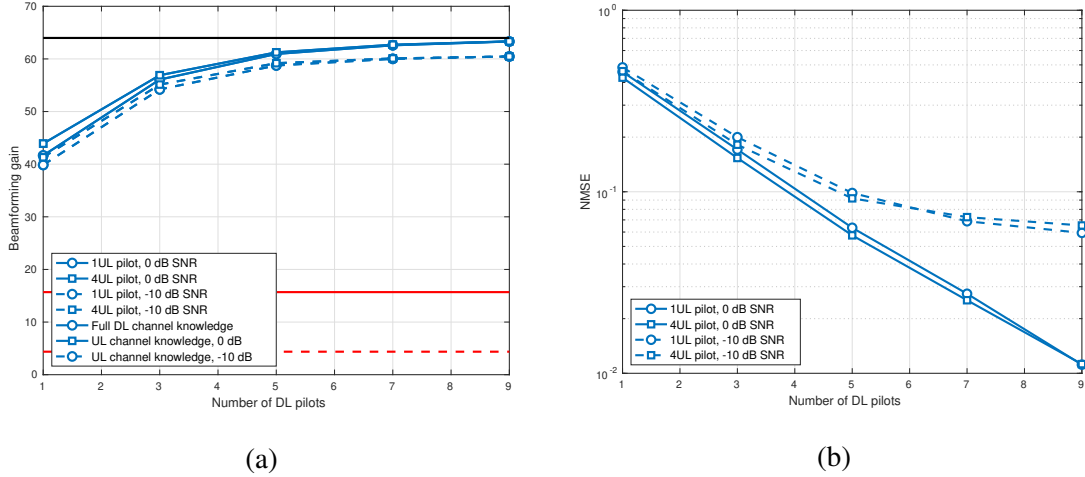 70
60
50
40
30
20
10
0
Beamforming gain
1UL pilot, 0 dB SNR
4UL pilot, 0 dB SNR
1UL pilot, -10 dB SNR
4UL pilot, -10 dB SNR
Full DL channel knowledge
UL channel knowledge, 0 dB
UL channel knowledge, -10 dB
1 2 3 4 5 6 7 8 9
Number of DL pilots
(a)
10^0
10^-1
10^-2
NMSE
1UL pilot, 0 dB SNR
4UL pilot, 0 dB SNR
1UL pilot, -10 dB SNR
4UL pilot, -10 dB SNR
1 2 3 4 5 6 7 8 9
Number of DL pilots
(b)